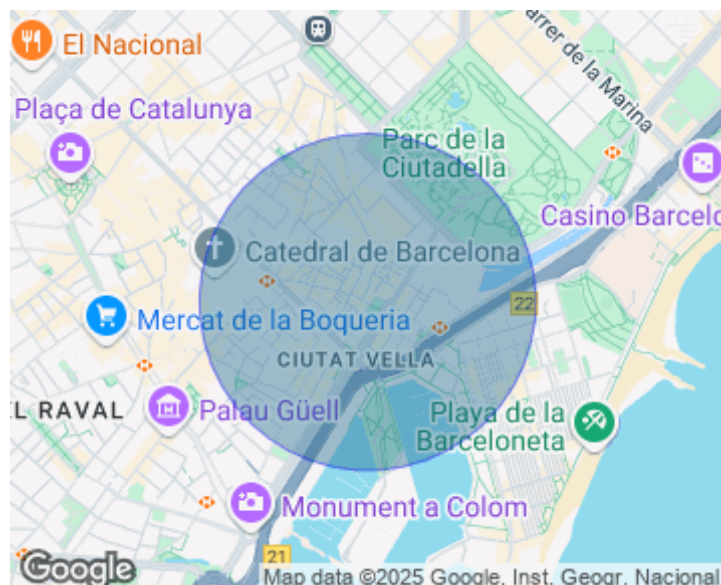 El Nacional
Plaça de Catalunya
Carrer de la Marina
Parc de la
Ciutadella
Casino Barcelo
Catedral de Barcelona
22
Mercat de la Boqueria
CIUTAT VELLA
EL RAVAL
Palau Güell
Playa de la
Barceloneta
Monument a Colom
21
Google
Map data ©2025 Google, Inst. Geogr. Nacional